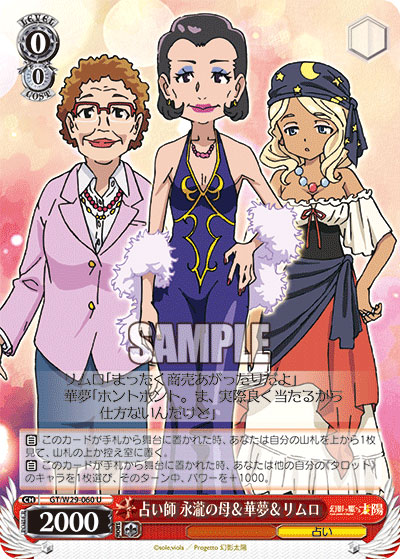 LEVEL
0
0
COST
SAMPLE
リムロ「まったく商売あがったりだよ」
華夢「ホントホント。ま、実際良く当たるから
仕方ないんだけど」
【自】このカードが手札から舞台に置かれた時、あなたは自分の山札を上から1枚
見て、山札の上か控え室に置く。
【自】このカードが手札から舞台に置かれた時、あなたは他の自分の《タロット》
のキャラを1枚選び、そのターン中、パワーを+1000。
CH GT/W29-060 U
2000
占い師 永瀧の母&華夢&リムロ
幻影ヲ駆ケル太陽
占い
©sole;viola / Progetto 幻影太陽